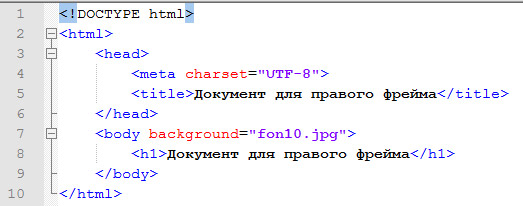 1 <!DOCTYPE html>
2 <html>
3 <head>
4 <meta charset="UTF-8">
5 <title>Документ для правого фрейма</title>
6 </head>
7 <body background="fon10.jpg">
8 <h1>Документ для правого фрейма</h1>
9 </body>
10 </html>